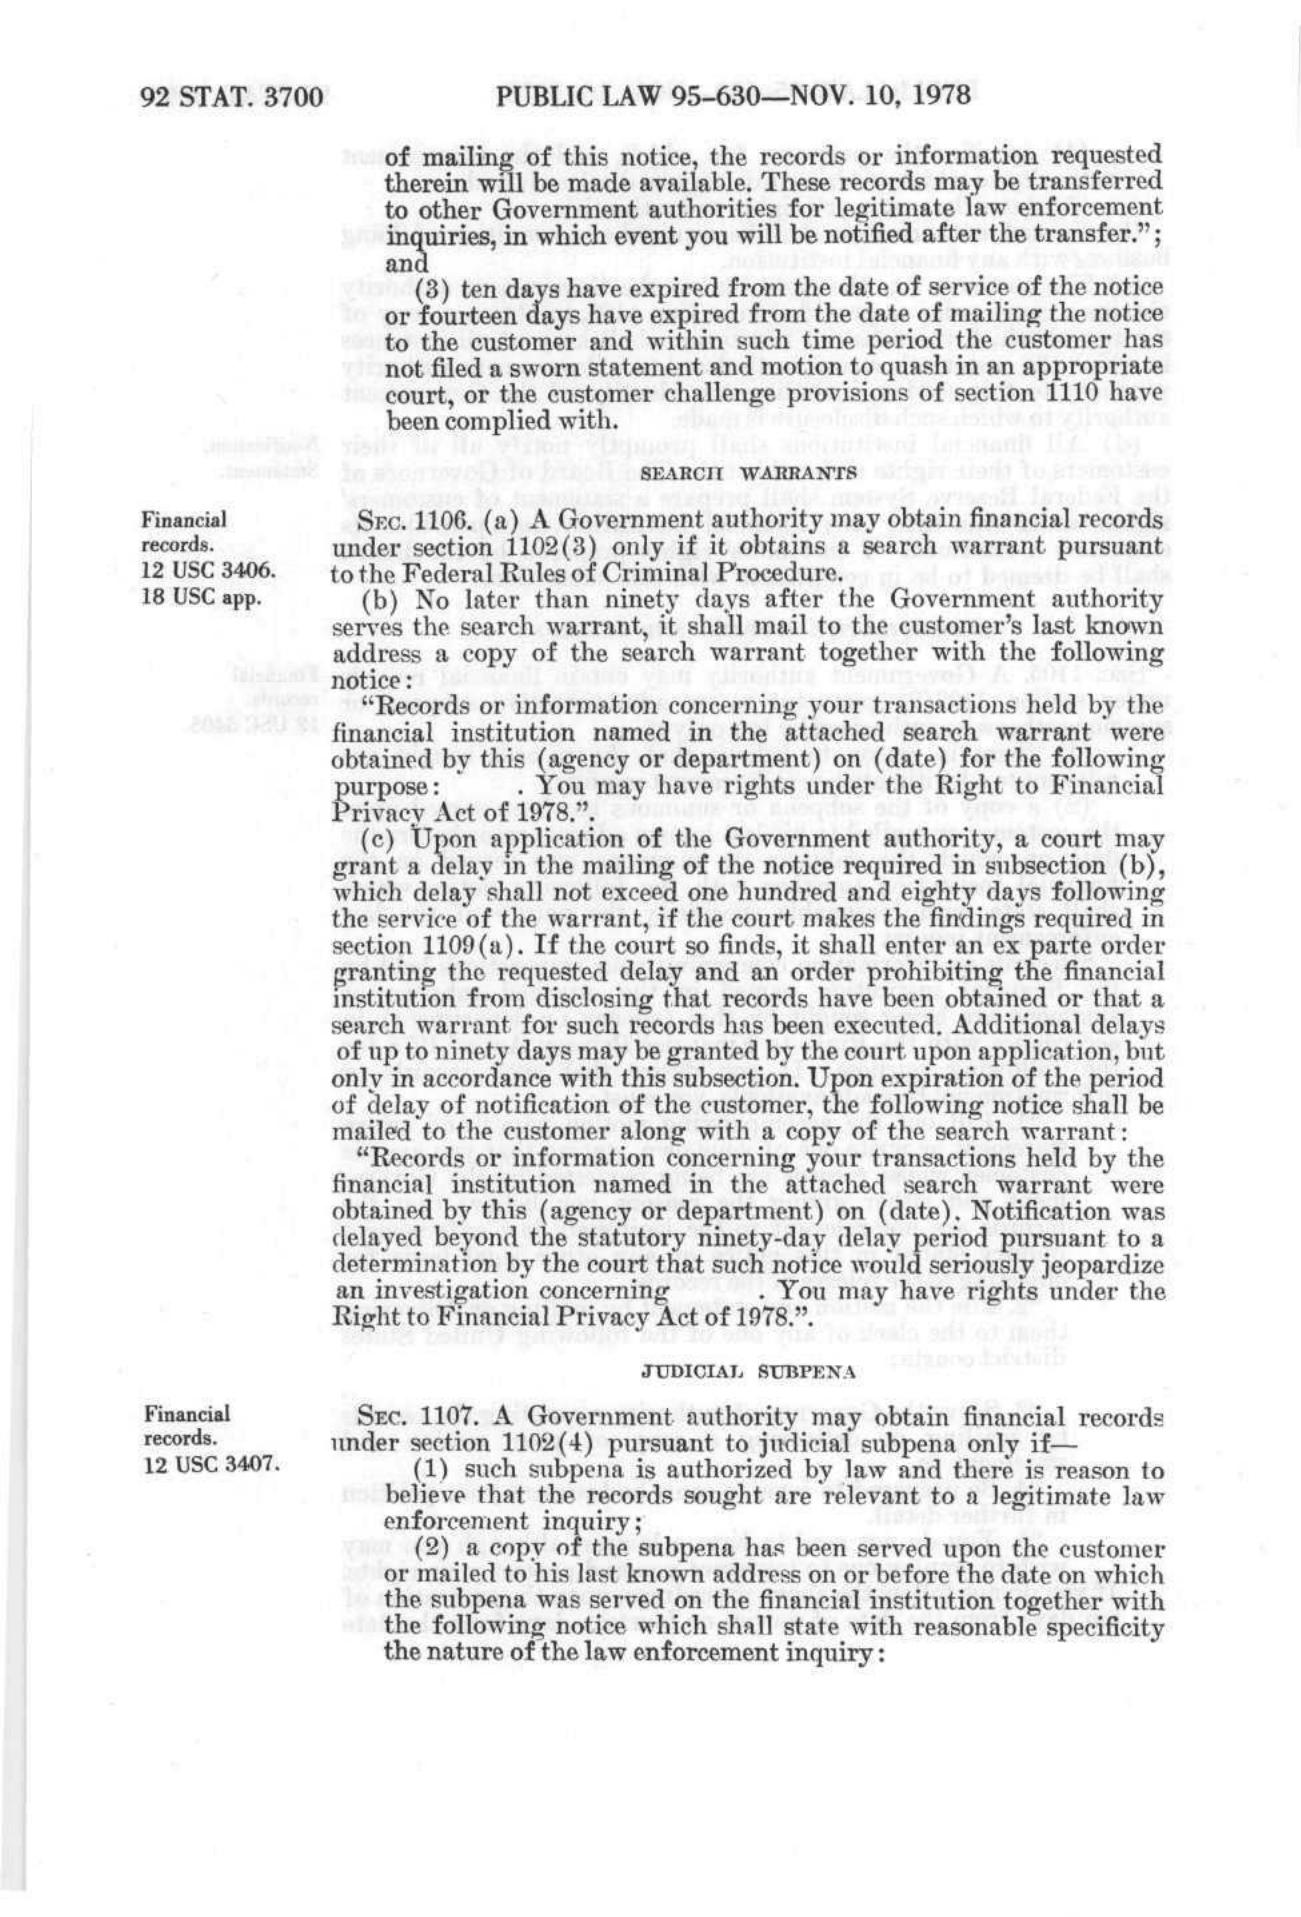 92 STAT. 3700 PUBLIC LAW 95-630—NOV. 10, 1978
of mailing of this notice, the records or information requested
therein will be made available. These records may be transferred
to other Government authorities for legitimate law enforcement
inquiries, in which event you will be notified after the transfer.";
and
(3) ten days have expired from the date of service of the notice
or fourteen days have expired from the date of mailing the notice
to the customer and within such time period the customer has
not filed a sworn statement and motion to quash in an appropriate
court, or the customer challenge provisions of section 1110 have
been complied with.
SEARCH WARRANTS
Financial
records.
12 USC 3406.
18 USC app.
SEC. 1106. (a) A Government authority may obtain financial records
under section 1102(3) only if it obtains a search warrant pursuant
to the Federal Rules of Criminal Procedure.
(b) No later than ninety days after the Government authority
serves the search warrant, it shall mail to the customer's last known
address a copy of the search warrant together with the following
notice:
"Records or information concerning your transactions held by the
financial institution named in the attached search warrant were
obtained by this (agency or department) on (date) for the following
purpose: . You may have rights under the Right to Financial
Privacy Act of 1978.".
(c) Upon application of the Government authority, a court may
grant a delay in the mailing of the notice required in subsection (b),
which delay shall not exceed one hundred and eighty days following
the service of the warrant, if the court makes the findings required in
section 1109(a). If the court so finds, it shall enter an ex parte order
granting the requested delay and an order prohibiting the financial
institution from disclosing that records have been obtained or that a
search warrant for such records has been executed. Additional delays
of up to ninety days may be granted by the court upon application, but
only in accordance with this subsection. Upon expiration of the period
of delay of notification of the customer, the following notice shall be
mailed to the customer along with a copy of the search warrant:
"Records or information concerning your transactions held by the
financial institution named in the attached search warrant were
obtained by this (agency or department) on (date). Notification was
delayed beyond the statutory ninety-day delay period pursuant to a
determination by the court that such notice would seriously jeopardize
an investigation concerning . You may have rights under the
Right to Financial Privacy Act of 1978.".
JUDICIAL SUBPENA
Financial
records.
12 USC 3407.
SEC. 1107. A Government authority may obtain financial records
under section 1102(4) pursuant to judicial subpena only if—
(1) such subpena is authorized by law and there is reason to
believe that the records sought are relevant to a legitimate law
enforcement inquiry;
(2) a copy of the subpena has been served upon the customer
or mailed to his last known address on or before the date on which
the subpena was served on the financial institution together with
the following notice which shall state with reasonable specificity
the nature of the law enforcement inquiry: